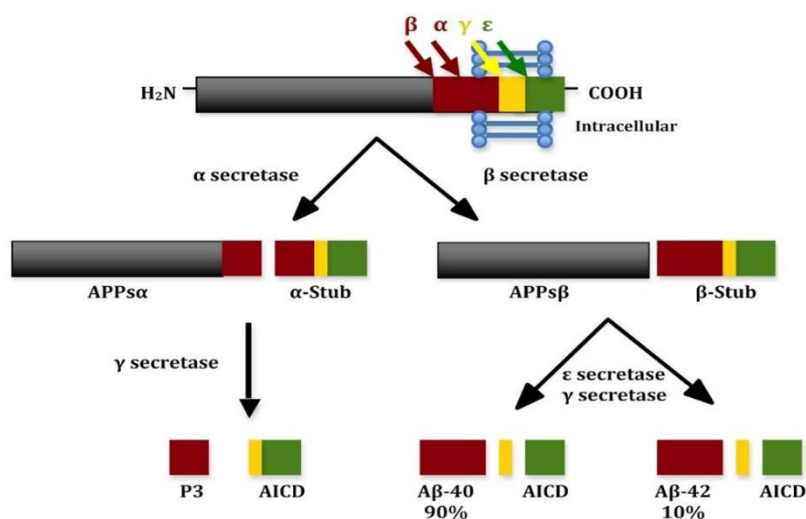 β α γ ε
H₂N
COOH
Intracellular
α secretase
β secretase
APPsα
α-Stub
APPsβ
β-Stub
γ secretase
ε secretase
γ secretase
P3
AICD
Aβ-40
90%
AICD
Aβ-42
10%
AICD